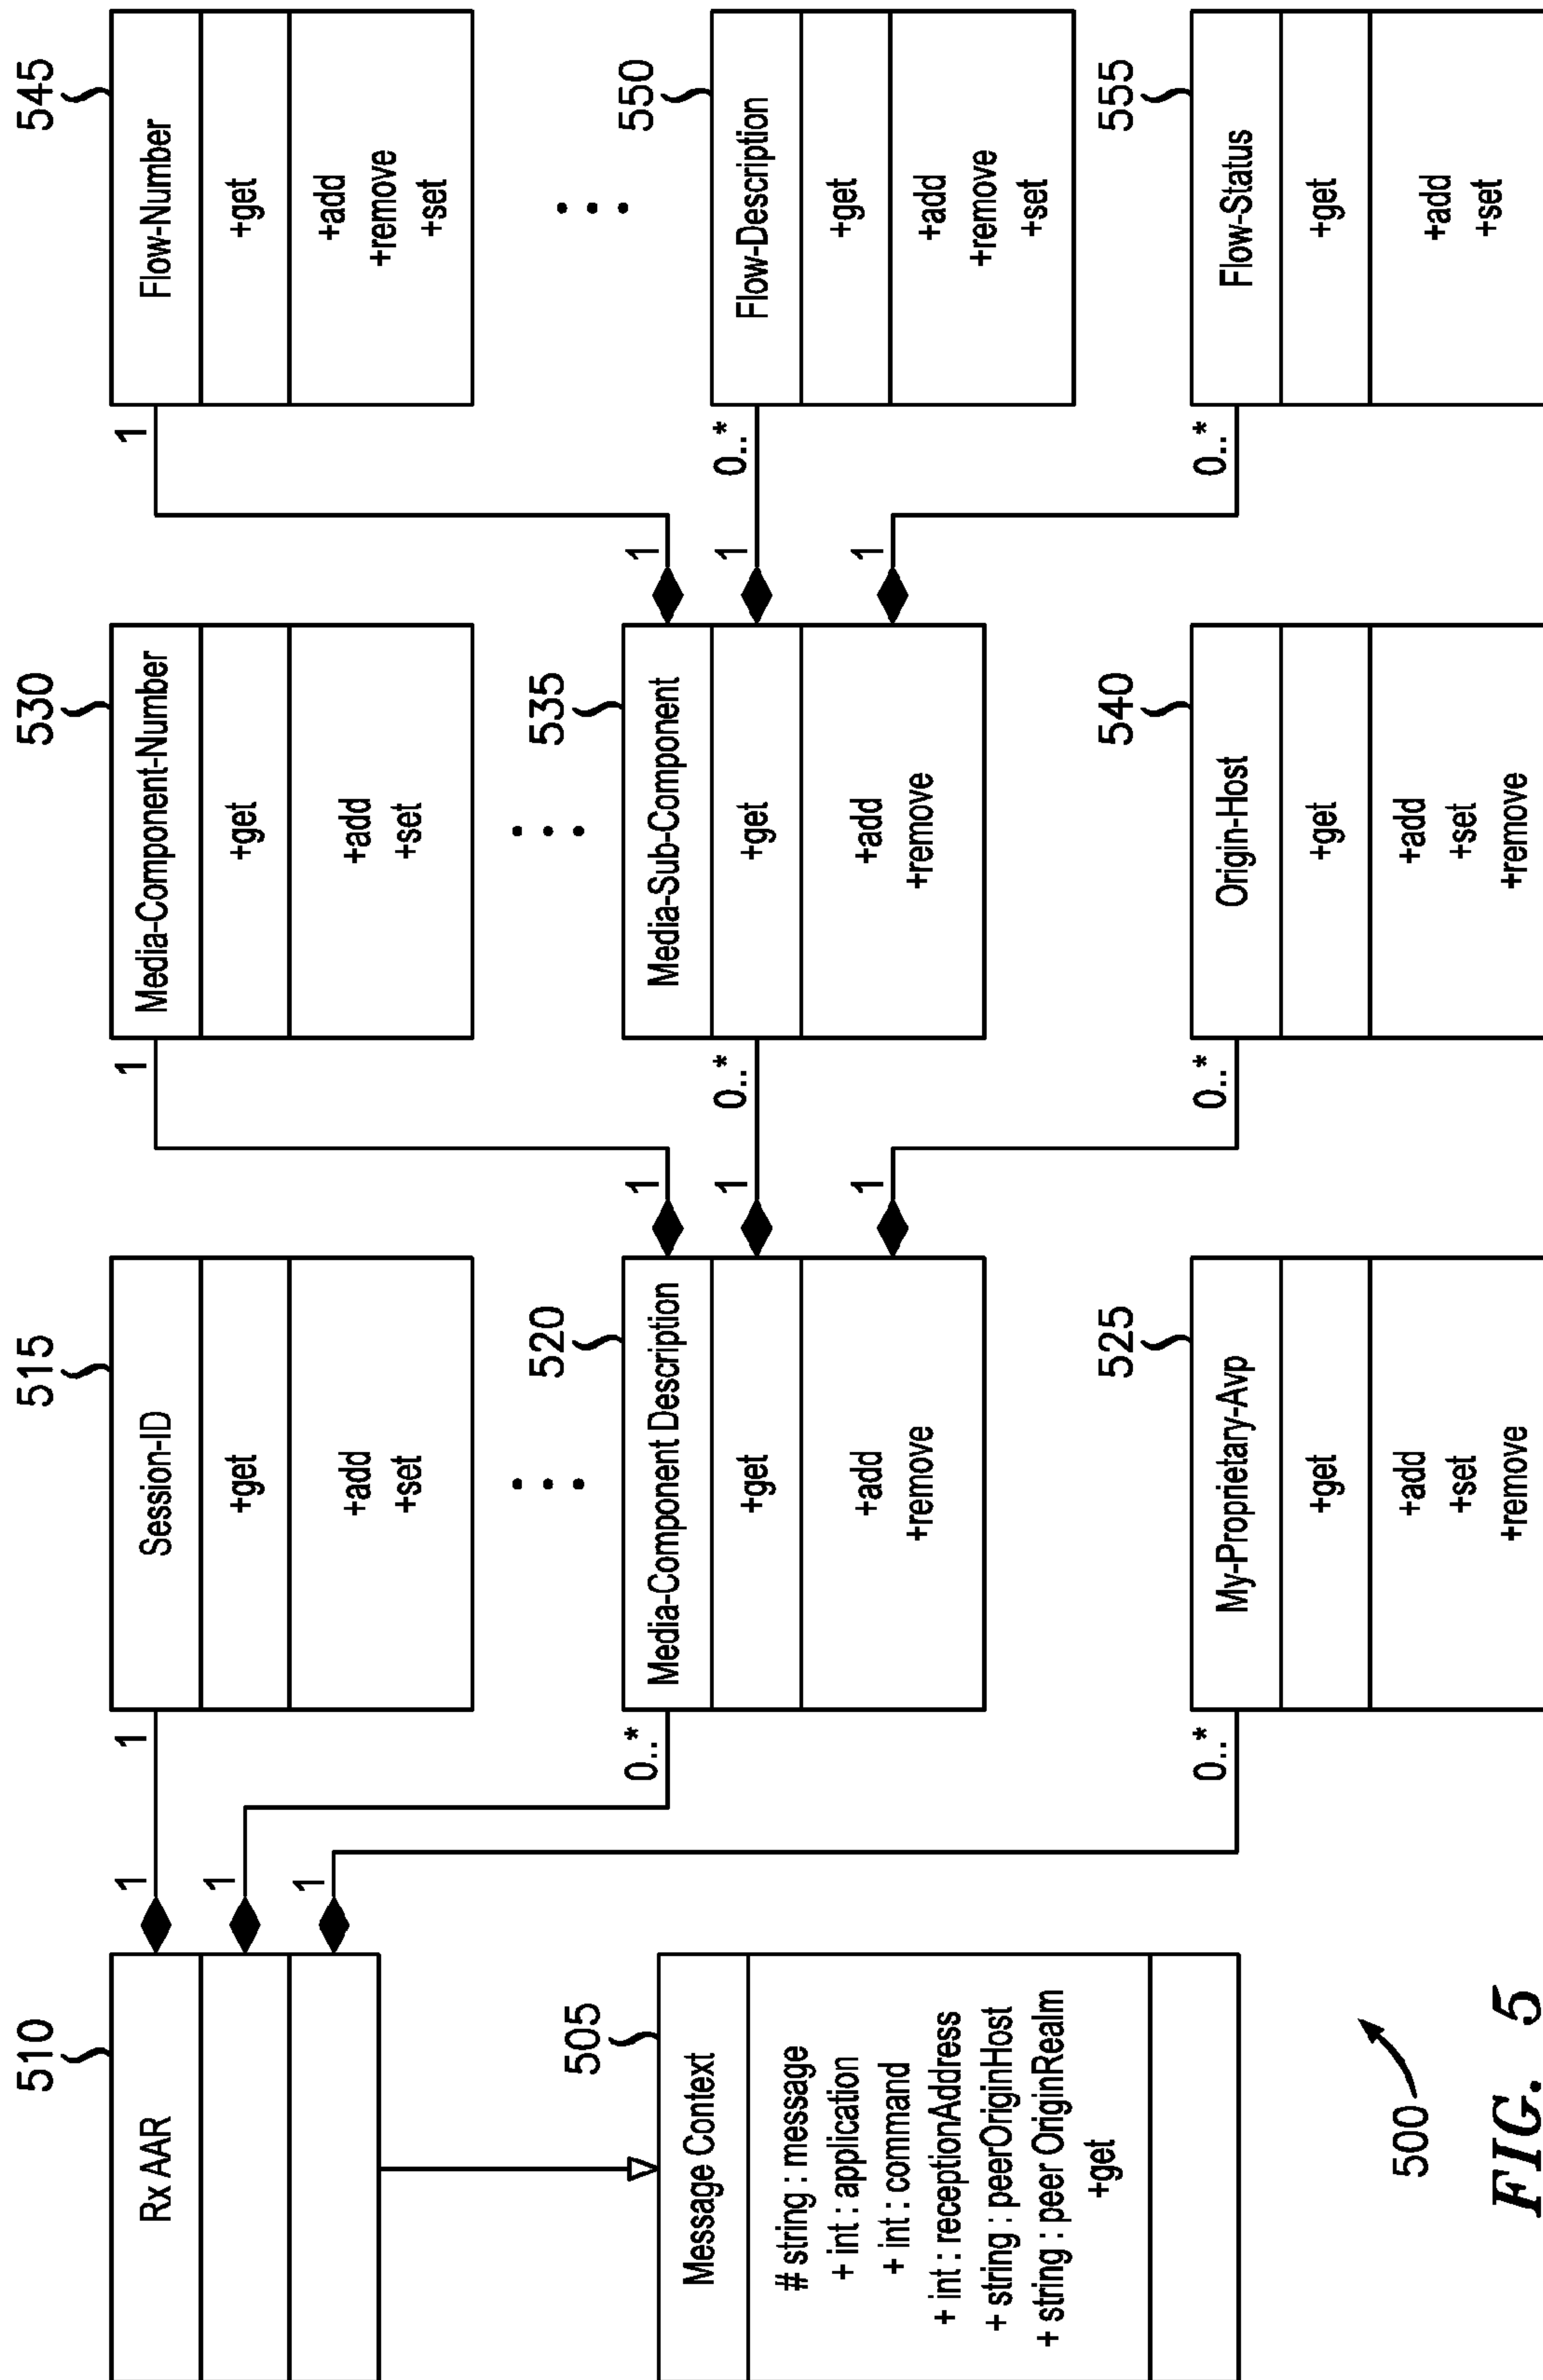 510
Rx AAR
1
1
1
505
Message Context
# string : message
+ int : application
+ int : command
+ int : receptionAddress
+ string : peerOriginHost
+ string : peer OriginRealm
+get
500
515
1
Session-ID
+get
+add
+set
520
0..*
Media-Component Description
+get
+add
+remove
525
0..*
My-Proprietary-Avp
+get
+add
+set
+remove
1
1
1
530
1
Media-Component-Number
+get
+add
+set
535
0..*
Media-Sub-Component
+get
+add
+remove
540
0..*
Origin-Host
+get
+add
+set
+remove
1
1
1
545
1
Flow-Number
+get
+add
+remove
+set
550
0..*
Flow-Description
+get
+add
+remove
+set
555
0..*
Flow-Status
+get
+add
+set
FIG. 5